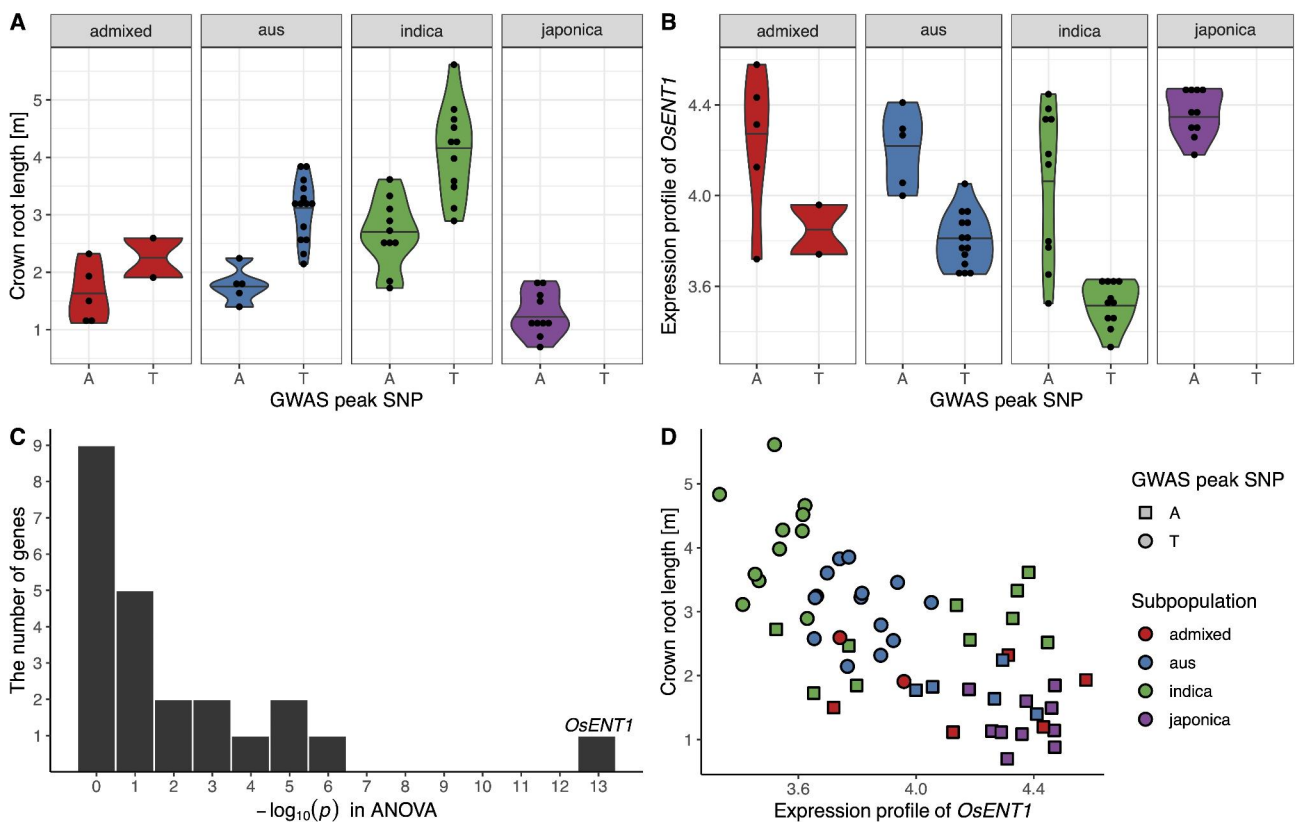 A
admixed aus indica japonica
Crown root length [m]
5
4
3
2
1
A T A T A T A T
GWAS peak SNP
B
admixed aus indica japonica
Expression profile of OsENT1
4.4
4.0
3.6
A T A T A T A T
GWAS peak SNP
C
The number of genes
9
8
7
6
5
4
3
2
1
OsENT1
0 1 2 3 4 5 6 7 8 9 10 11 12 13
−log₁₀(p) in ANOVA
D
Crown root length [m]
5
4
3
2
1
3.6 4.0 4.4
Expression profile of OsENT1
GWAS peak SNP
A
T
Subpopulation
admixed
aus
indica
japonica